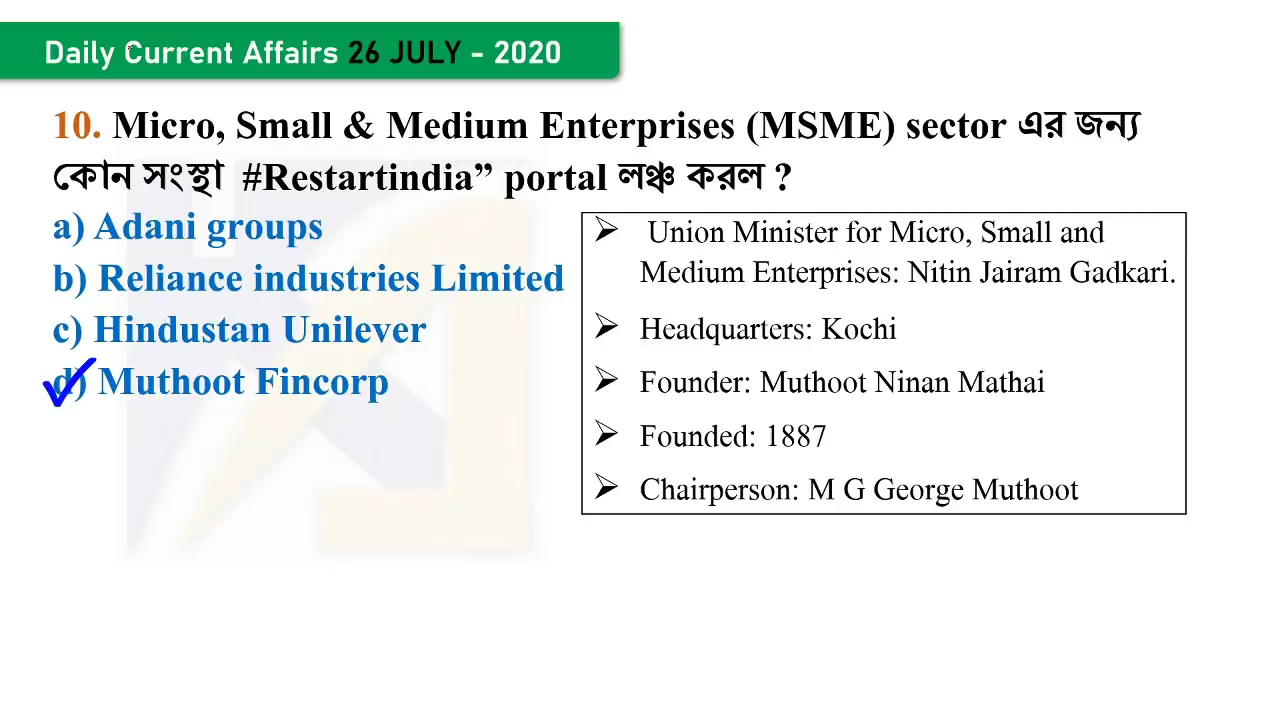 Daily Current Affairs 26 JULY - 2020
10. Micro, Small & Medium Enterprises (MSME) sector এর জন্য
কোন সংস্থা #Restartindia” portal লঞ্চ করল ?
a) Adani groups
b) Reliance industries Limited
c) Hindustan Unilever
d) Muthoot Fincorp
➢ Union Minister for Micro, Small and
Medium Enterprises: Nitin Jairam Gadkari.
➢ Headquarters: Kochi
➢ Founder: Muthoot Ninan Mathai
➢ Founded: 1887
➢ Chairperson: M G George Muthoot